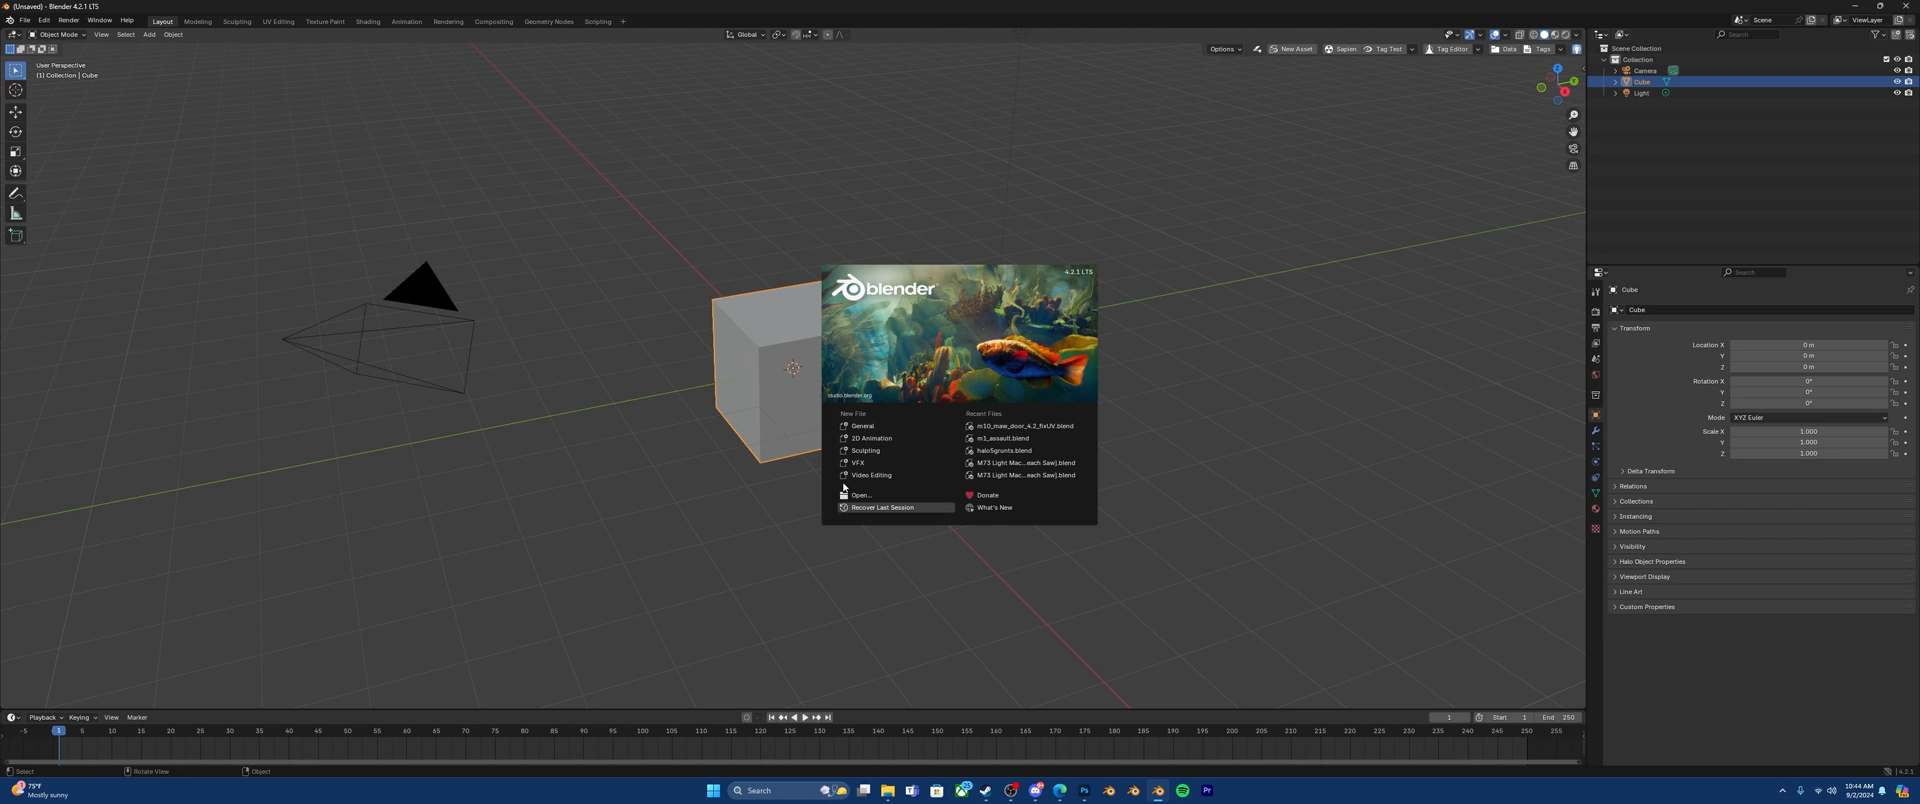 (Unsaved) - Blender 4.2.1 LTS
File Edit Render Window Help Layout Modeling Sculpting UV Editing Texture Paint Shading Animation Rendering Compositing Geometry Nodes Scripting + Scene ViewLayer
Object Mode View Select Add Object Global Search
Options New Asset Sapien Tag Test Tag Editor Data Tags
User Perspective
(1) Collection | Cube
Z
Y
X
Scene Collection
Collection
Camera
Cube
Light
4.2.1 LTS
blender
studio.blender.org
New File
General
2D Animation
Sculpting
VFX
Video Editing
Open...
Recover Last Session
Recent Files
m10_maw_door_4.2_fixUV.blend
m1_assault.blend
halo5grunts.blend
M73 Light Mac...each Saw].blend
M73 Light Mac...each Saw].blend
Donate
What's New
Search
Cube
Cube
Transform
Location X 0 m
Y 0 m
Z 0 m
Rotation X 0°
Y 0°
Z 0°
Mode XYZ Euler
Scale X 1.000
Y 1.000
Z 1.000
Delta Transform
Relations
Collections
Instancing
Motion Paths
Visibility
Halo Object Properties
Viewport Display
Line Art
Custom Properties
Playback Keying View Marker 1 Start 1 End 250
-5 1 5 10 15 20 25 30 35 40 45 50 55 60 65 70 75 80 85 90 95 100 105 110 115 120 125 130 135 140 145 150 155 160 165 170 175 180 185 190 195 200 205 210 215 220 225 230 235 240 245 250 255
Select Rotate View Object 4.2.1
75°F
Mostly sunny
Search
Ps
Pr
10:44 AM
9/2/2024